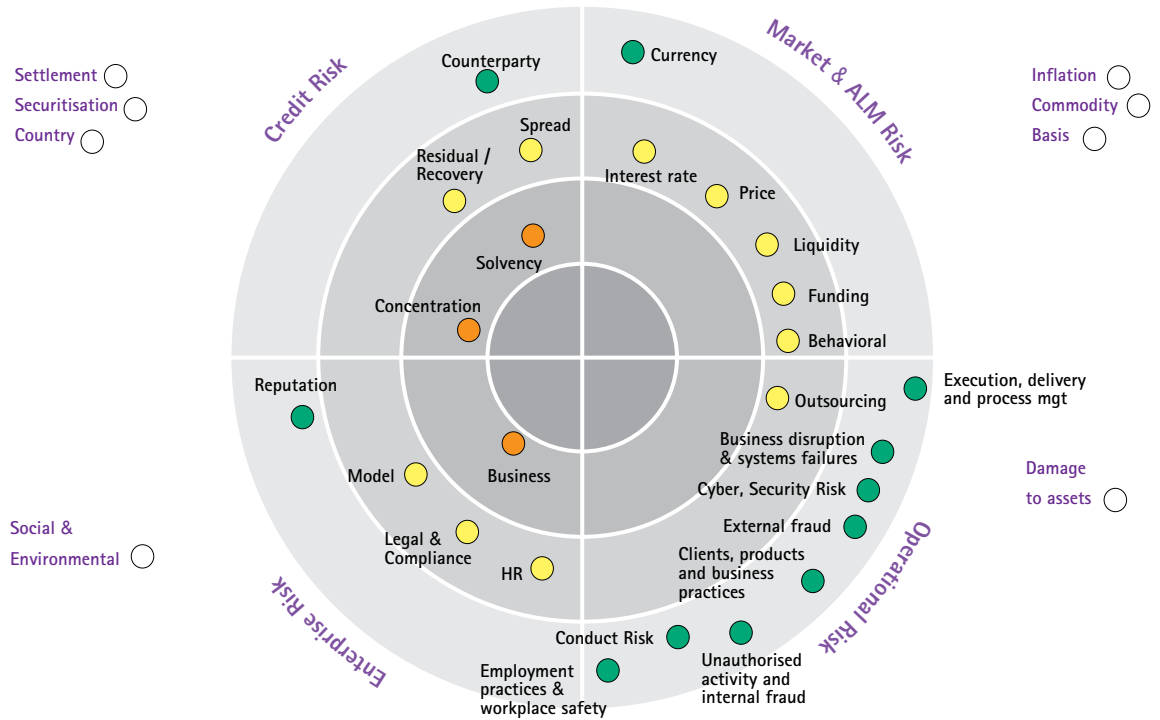 Credit Risk
Settlement
Securitisation
Country
Counterparty
Spread
Residual /
Recovery
Solvency
Concentration
Market & ALM Risk
Currency
Interest rate
Price
Liquidity
Funding
Behavioral
Inflation
Commodity
Basis
Enterprise Risk
Reputation
Business
Model
Legal &
Compliance
HR
Social &
Environmental
Operational Risk
Outsourcing
Execution, delivery
and process mgt
Business disruption
& systems failures
Cyber, Security Risk
External fraud
Clients, products
and business
practices
Conduct Risk
Unauthorised
activity and
internal fraud
Employment
practices &
workplace safety
Damage
to assets